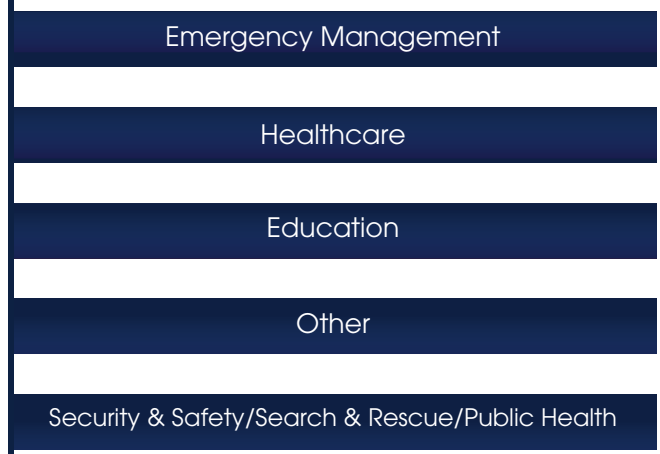 Emergency Management
Healthcare
Education
Other
Security & Safety/Search & Rescue/Public Health